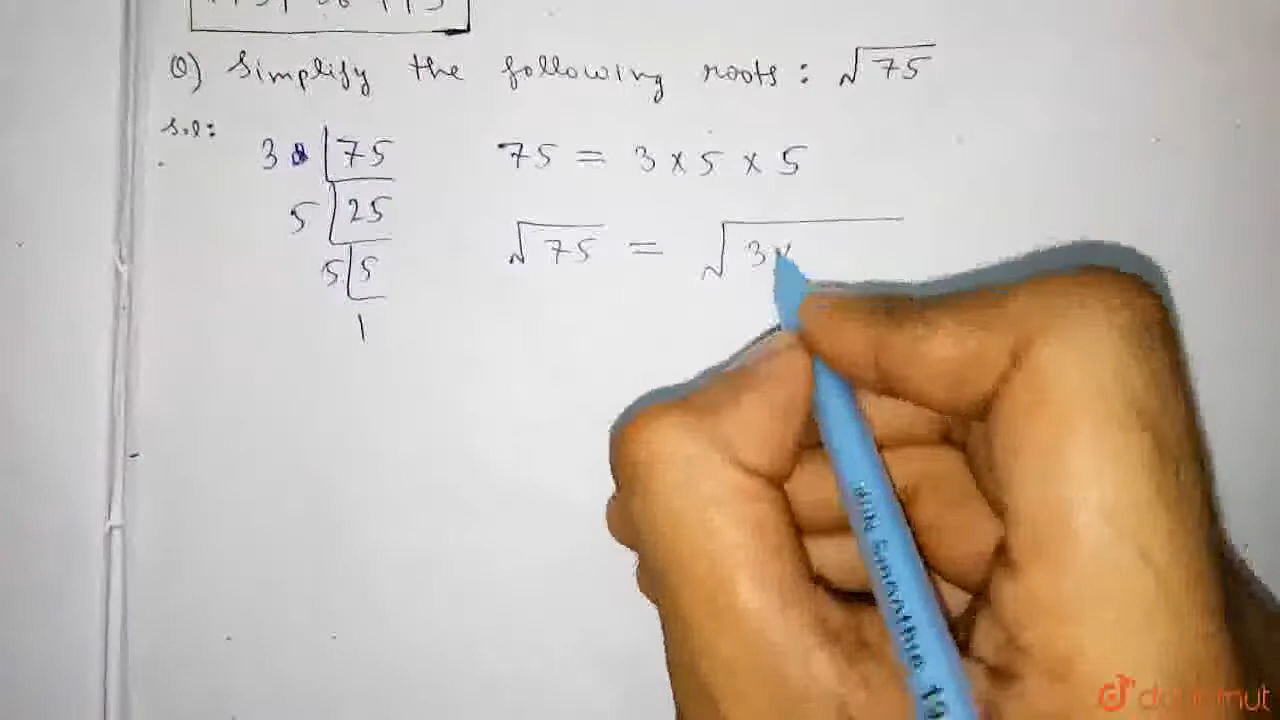 Q) Simplify the following roots: √75
Sol:
3 | 75
75 = 3 × 5 × 5
5 | 25
√75 = √3×
5 | 5
1
doubtnut